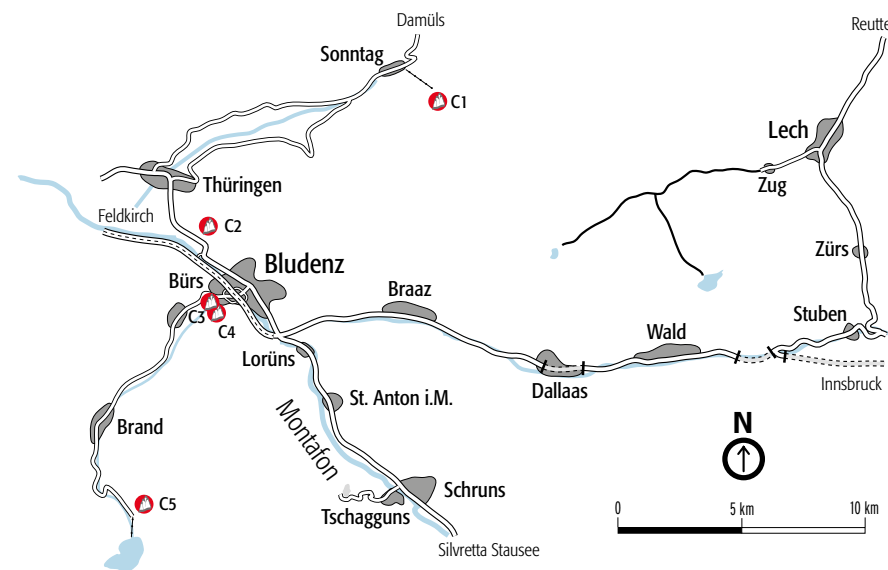 Damüls
Reutte
Sonntag
C1
Lech
Zug
Thüringen
Feldkirch
C2
Zürs
Bludenz
Bürs
Braaz
C3
C4
Stuben
Wald
Lorüns
Dallaas
Innsbruck
St. Anton i.M.
Montafon
Brand
N
Schruns
Tschagguns
C5
0
5 km
10 km
Silvretta Stausee